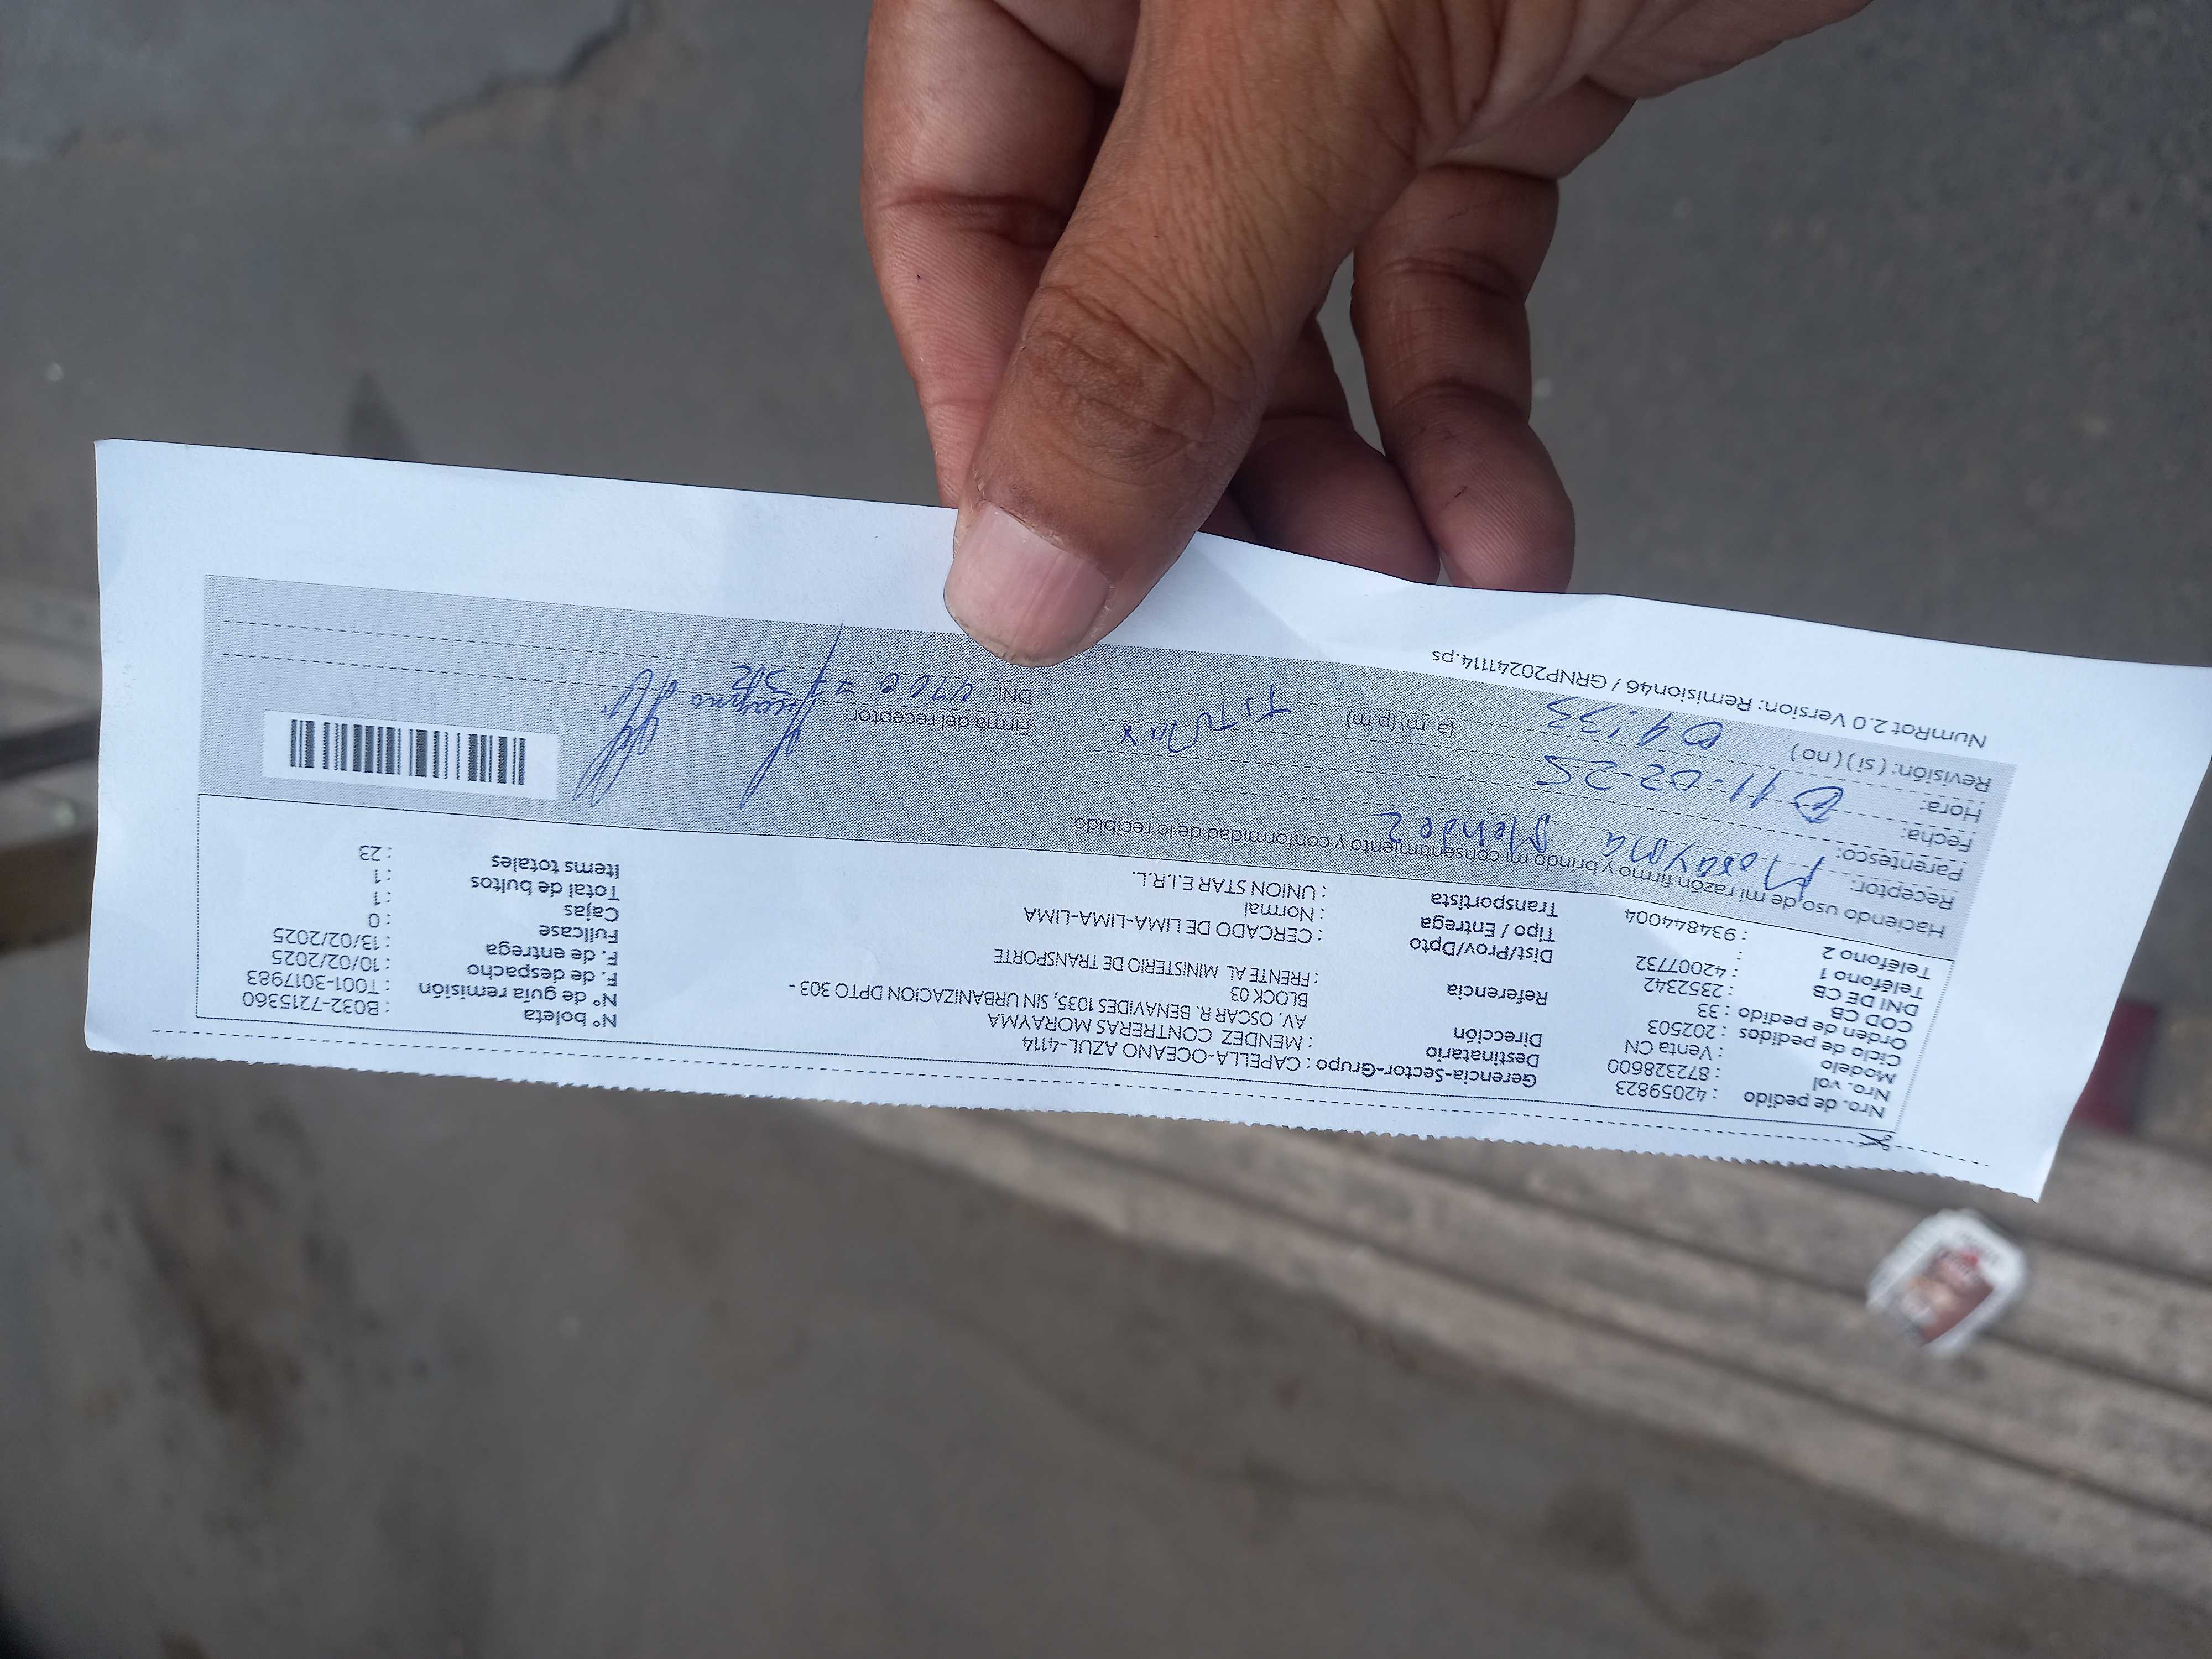 Nro. de pedido : 42059823
Nro. vol : 872328600
Modelo : Venta CN
Ciclo de pedidos : 202503
Orden de pedido : 33
COD CB : 2352342
DNI DE CB : 42007732
Teléfono 1 :
Teléfono 2 : 934844004
Gerencia-Sector-Grupo : CAPELLA-OCEANO AZUL-4114
Destinatario : MENDEZ CONTRERAS MORAYMA
Dirección AV. OSCAR R. BENAVIDES 1035, SIN URBANIZACION DPTO 303 -
BLOCK 03
Referencia : FRENTE AL MINISTERIO DE TRANSPORTE
Dist/Prov/Dpto : CERCADO DE LIMA-LIMA-LIMA
Tipo / Entrega : Normal
Transportista : UNION STAR E.I.R.L.
N° boleta : B032-7215360
N° de guía remisión : T001-3017983
F. de despacho : 10/02/2025
F. de entrega : 13/02/2025
Fullcase : 0
Cajas : 1
Total de bultos : 1
Items totales : 23
Haciendo uso de mi razón firmo y brindo mi consentimiento y conformidad de lo recibido:
Receptor: Morayma Mendez
Parentesco: Titular
Fecha: 11-02-25
Hora: 04:33 (a.m) (p.m)
Revisión: ( si ) ( no )
Firma del receptor
DNI:
NumRot 2.0 Version: Remision46 / GRNP20241114.ps